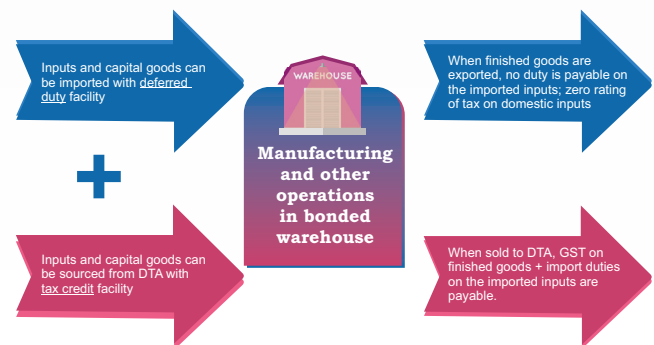 Inputs and capital goods can
be imported with deferred
duty facility
Inputs and capital goods can
be sourced from DTA with
tax credit facility
WAREHOUSE
Manufacturing
and other
operations
in bonded
warehouse
When finished goods are
exported, no duty is payable on
the imported inputs; zero rating
of tax on domestic inputs
When sold to DTA, GST on
finished goods + import duties
on the imported inputs are
payable.